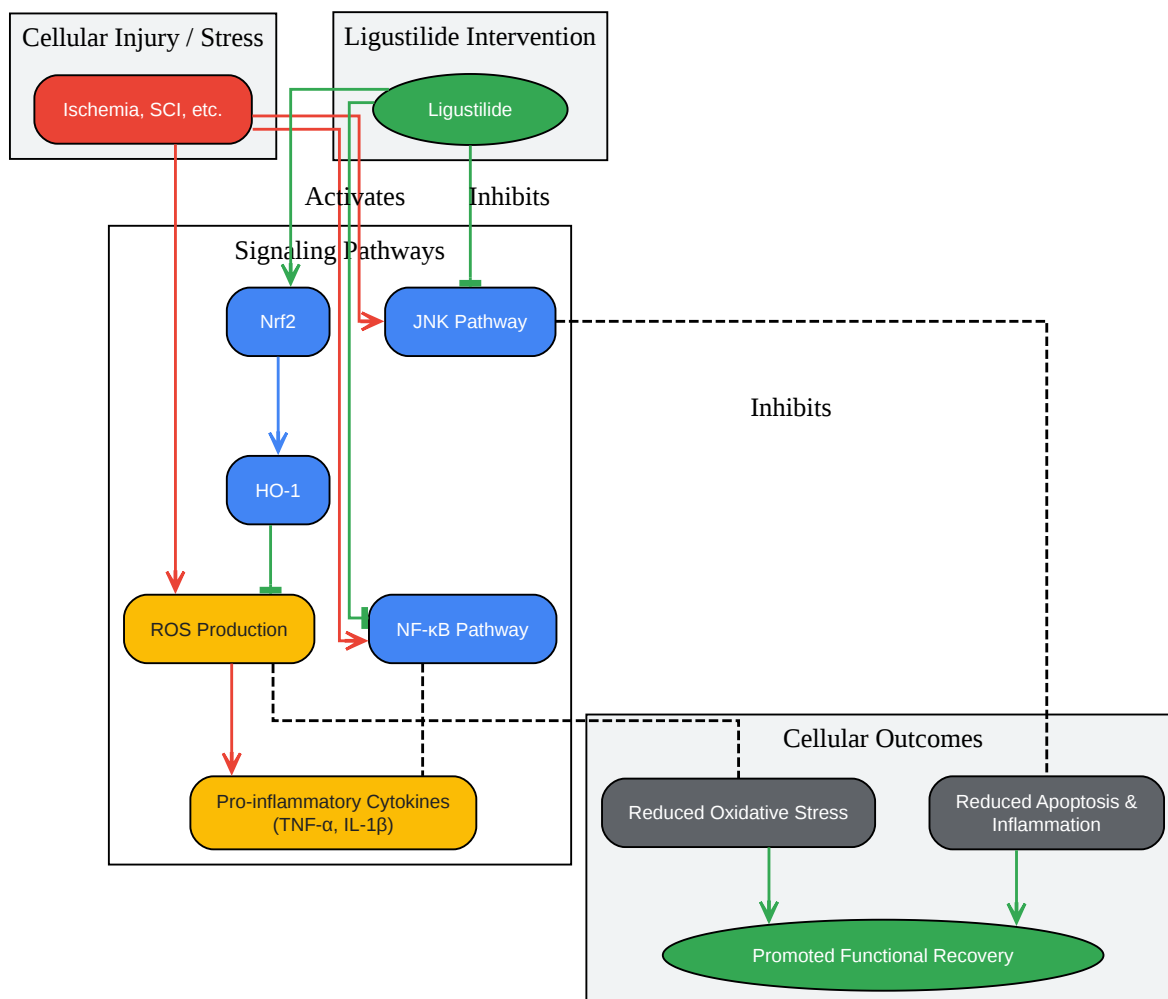 Cellular Injury / Stress
Ligustilide Intervention
Ischemia, SCI, etc.
Ligustilide
Activates
Inhibits
Signaling Pathways
Nrf2
JNK Pathway
Inhibits
HO-1
ROS Production
NF-κB Pathway
Cellular Outcomes
Pro-inflammatory Cytokines
(TNF-α, IL-1β)
Reduced Oxidative Stress
Reduced Apoptosis &
Inflammation
Promoted Functional Recovery